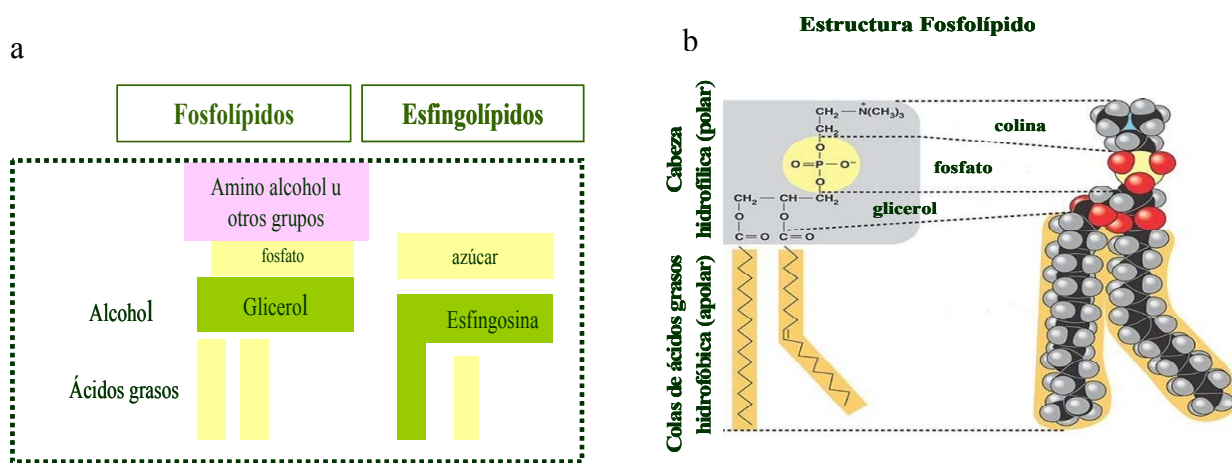 a
Fosfolípidos
Esfingolípidos
Amino alcohol u
otros grupos
fosfato
azúcar
Alcohol
Glicerol
Esfingosina
Ácidos grasos
b
Estructura Fosfolípido
Cabeza
hidrofílica (polar)
Colas de ácidos grasos
hidrofóbica (apolar)
CH₂—N(CH₃)₃
+
CH₂
O
O=P—O⁻
O
CH₂—CH—CH₂
O O
C=O C=O
colina
fosfato
glicerol